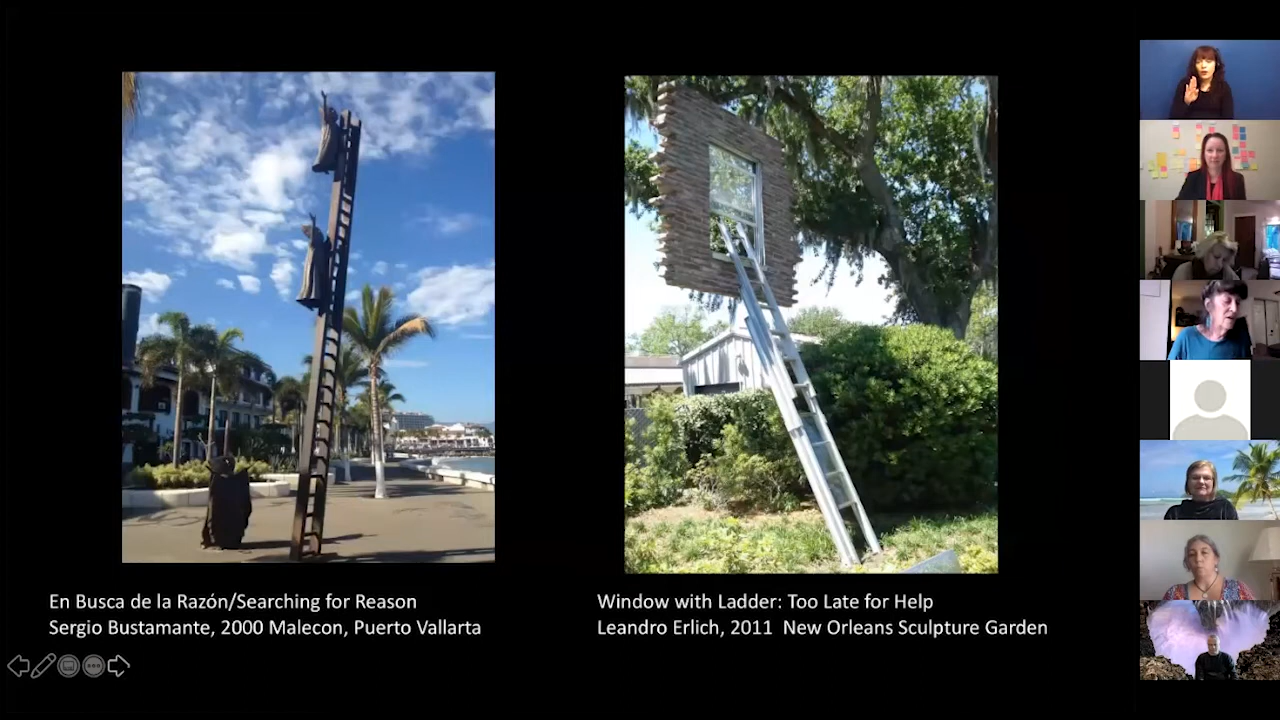 En Busca de la Razón/Searching for Reason
Sergio Bustamante, 2000 Malecon, Puerto Vallarta
Window with Ladder: Too Late for Help
Leandro Erlich, 2011  New Orleans Sculpture Garden